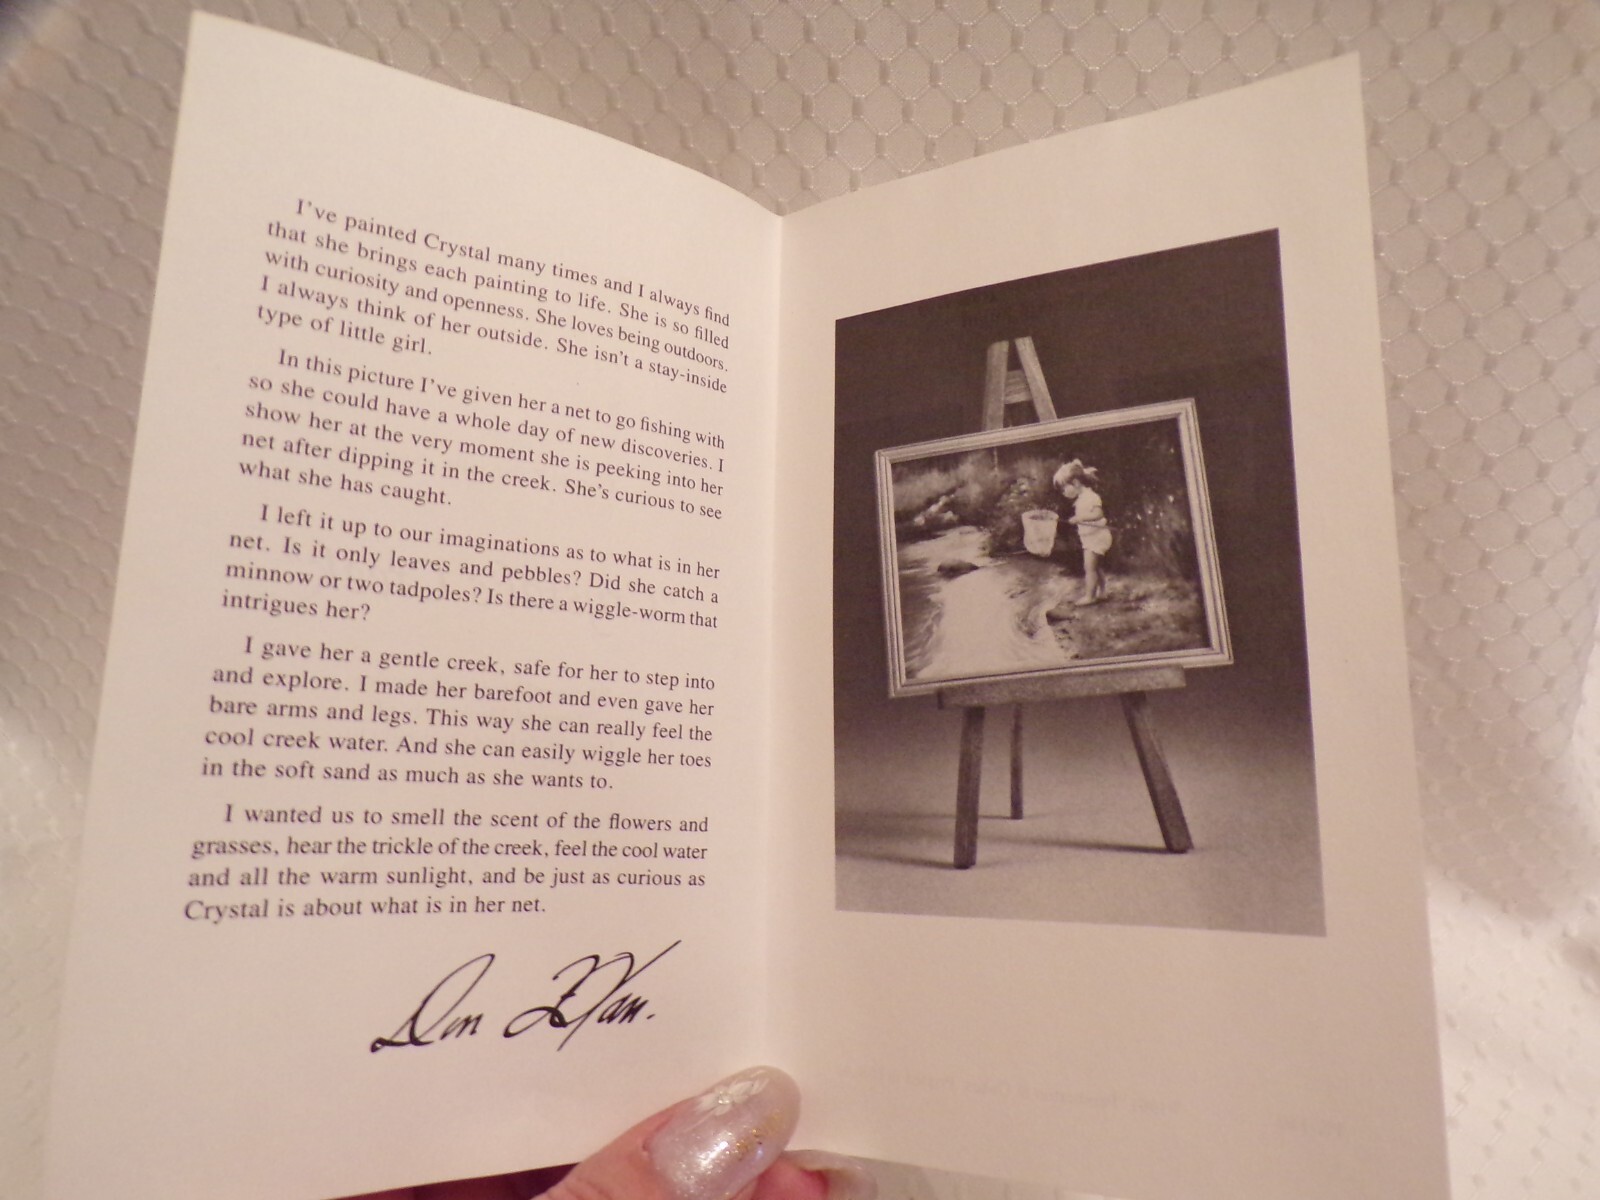 I've painted Crystal many times and I always find
that she brings each painting to life. She is so filled
with curiosity and openness. She loves being outdoors.
I always think of her outside. She isn't a stay-inside
type of little girl.
In this picture I've given her a net to go fishing with
so she could have a whole day of new discoveries. I
show her at the very moment she is peeking into her
net after dipping it in the creek. She's curious to see
what she has caught.
I left it up to our imaginations as to what is in her
net. Is it only leaves and pebbles? Did she catch a
minnow or two tadpoles? Is there a wiggle-worm that
intrigues her?
I gave her a gentle creek, safe for her to step into
and explore. I made her barefoot and even gave her
bare arms and legs. This way she can really feel the
cool creek water. And she can easily wiggle her toes
in the soft sand as much as she wants to.
I wanted us to smell the scent of the flowers and
grasses, hear the trickle of the creek, feel the cool water
and all the warm sunlight, and be just as curious as
Crystal is about what is in her net.
Don